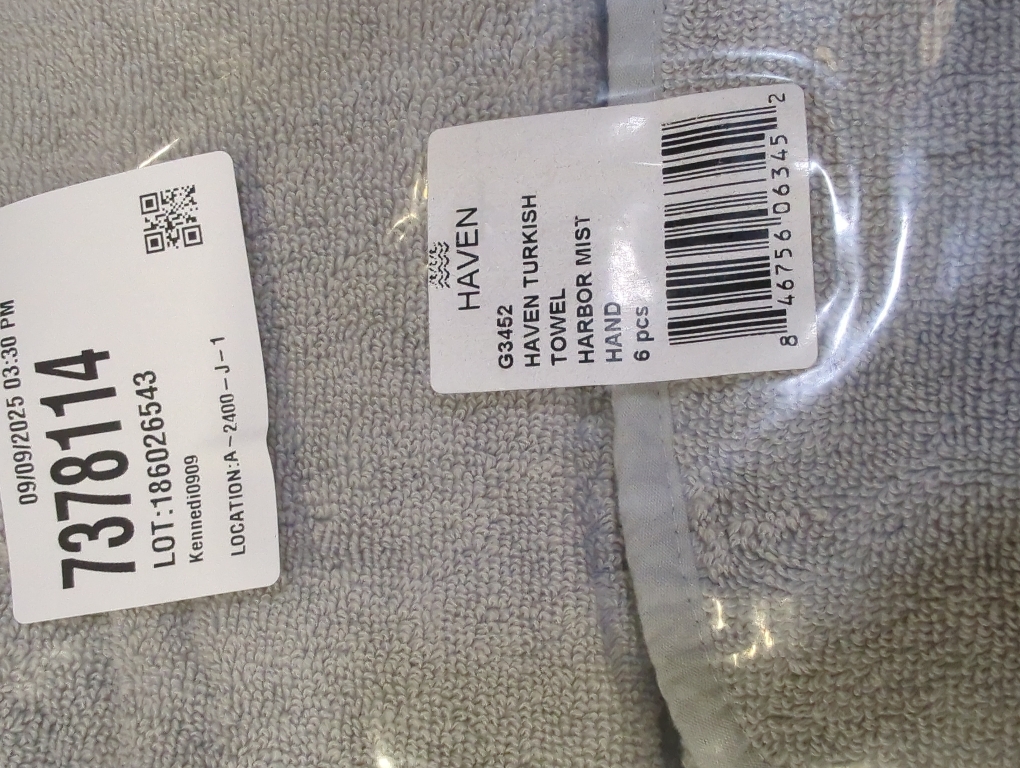 09/09/2025 03:30 PM
7378114
LOT:186026543
Kennedi0909
LOCATION:A-2400-J-1
HAVEN
G3452
HAVEN TURKISH
TOWEL
HARBOR MIST
HAND
6 pcs
8 46756 06345 2